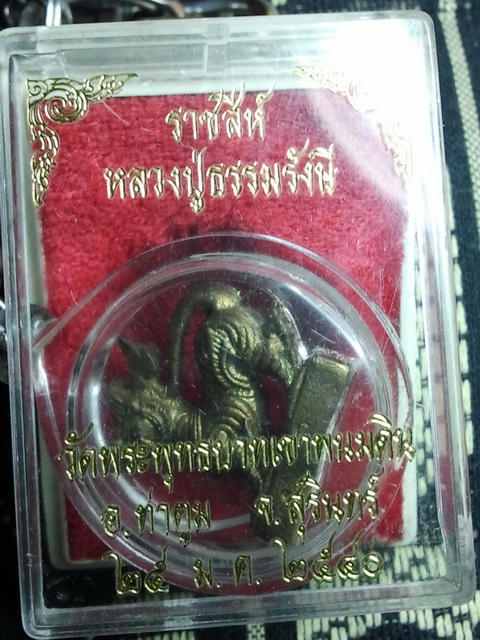 ราชสีห์
หลวงปู่ธรรมรังษี
วัดพระพุทธบาทเขาพนมดิน
อ.ท่าตูม จ.สุรินทร์
๒๕ ม.ค. ๒๕๔๐